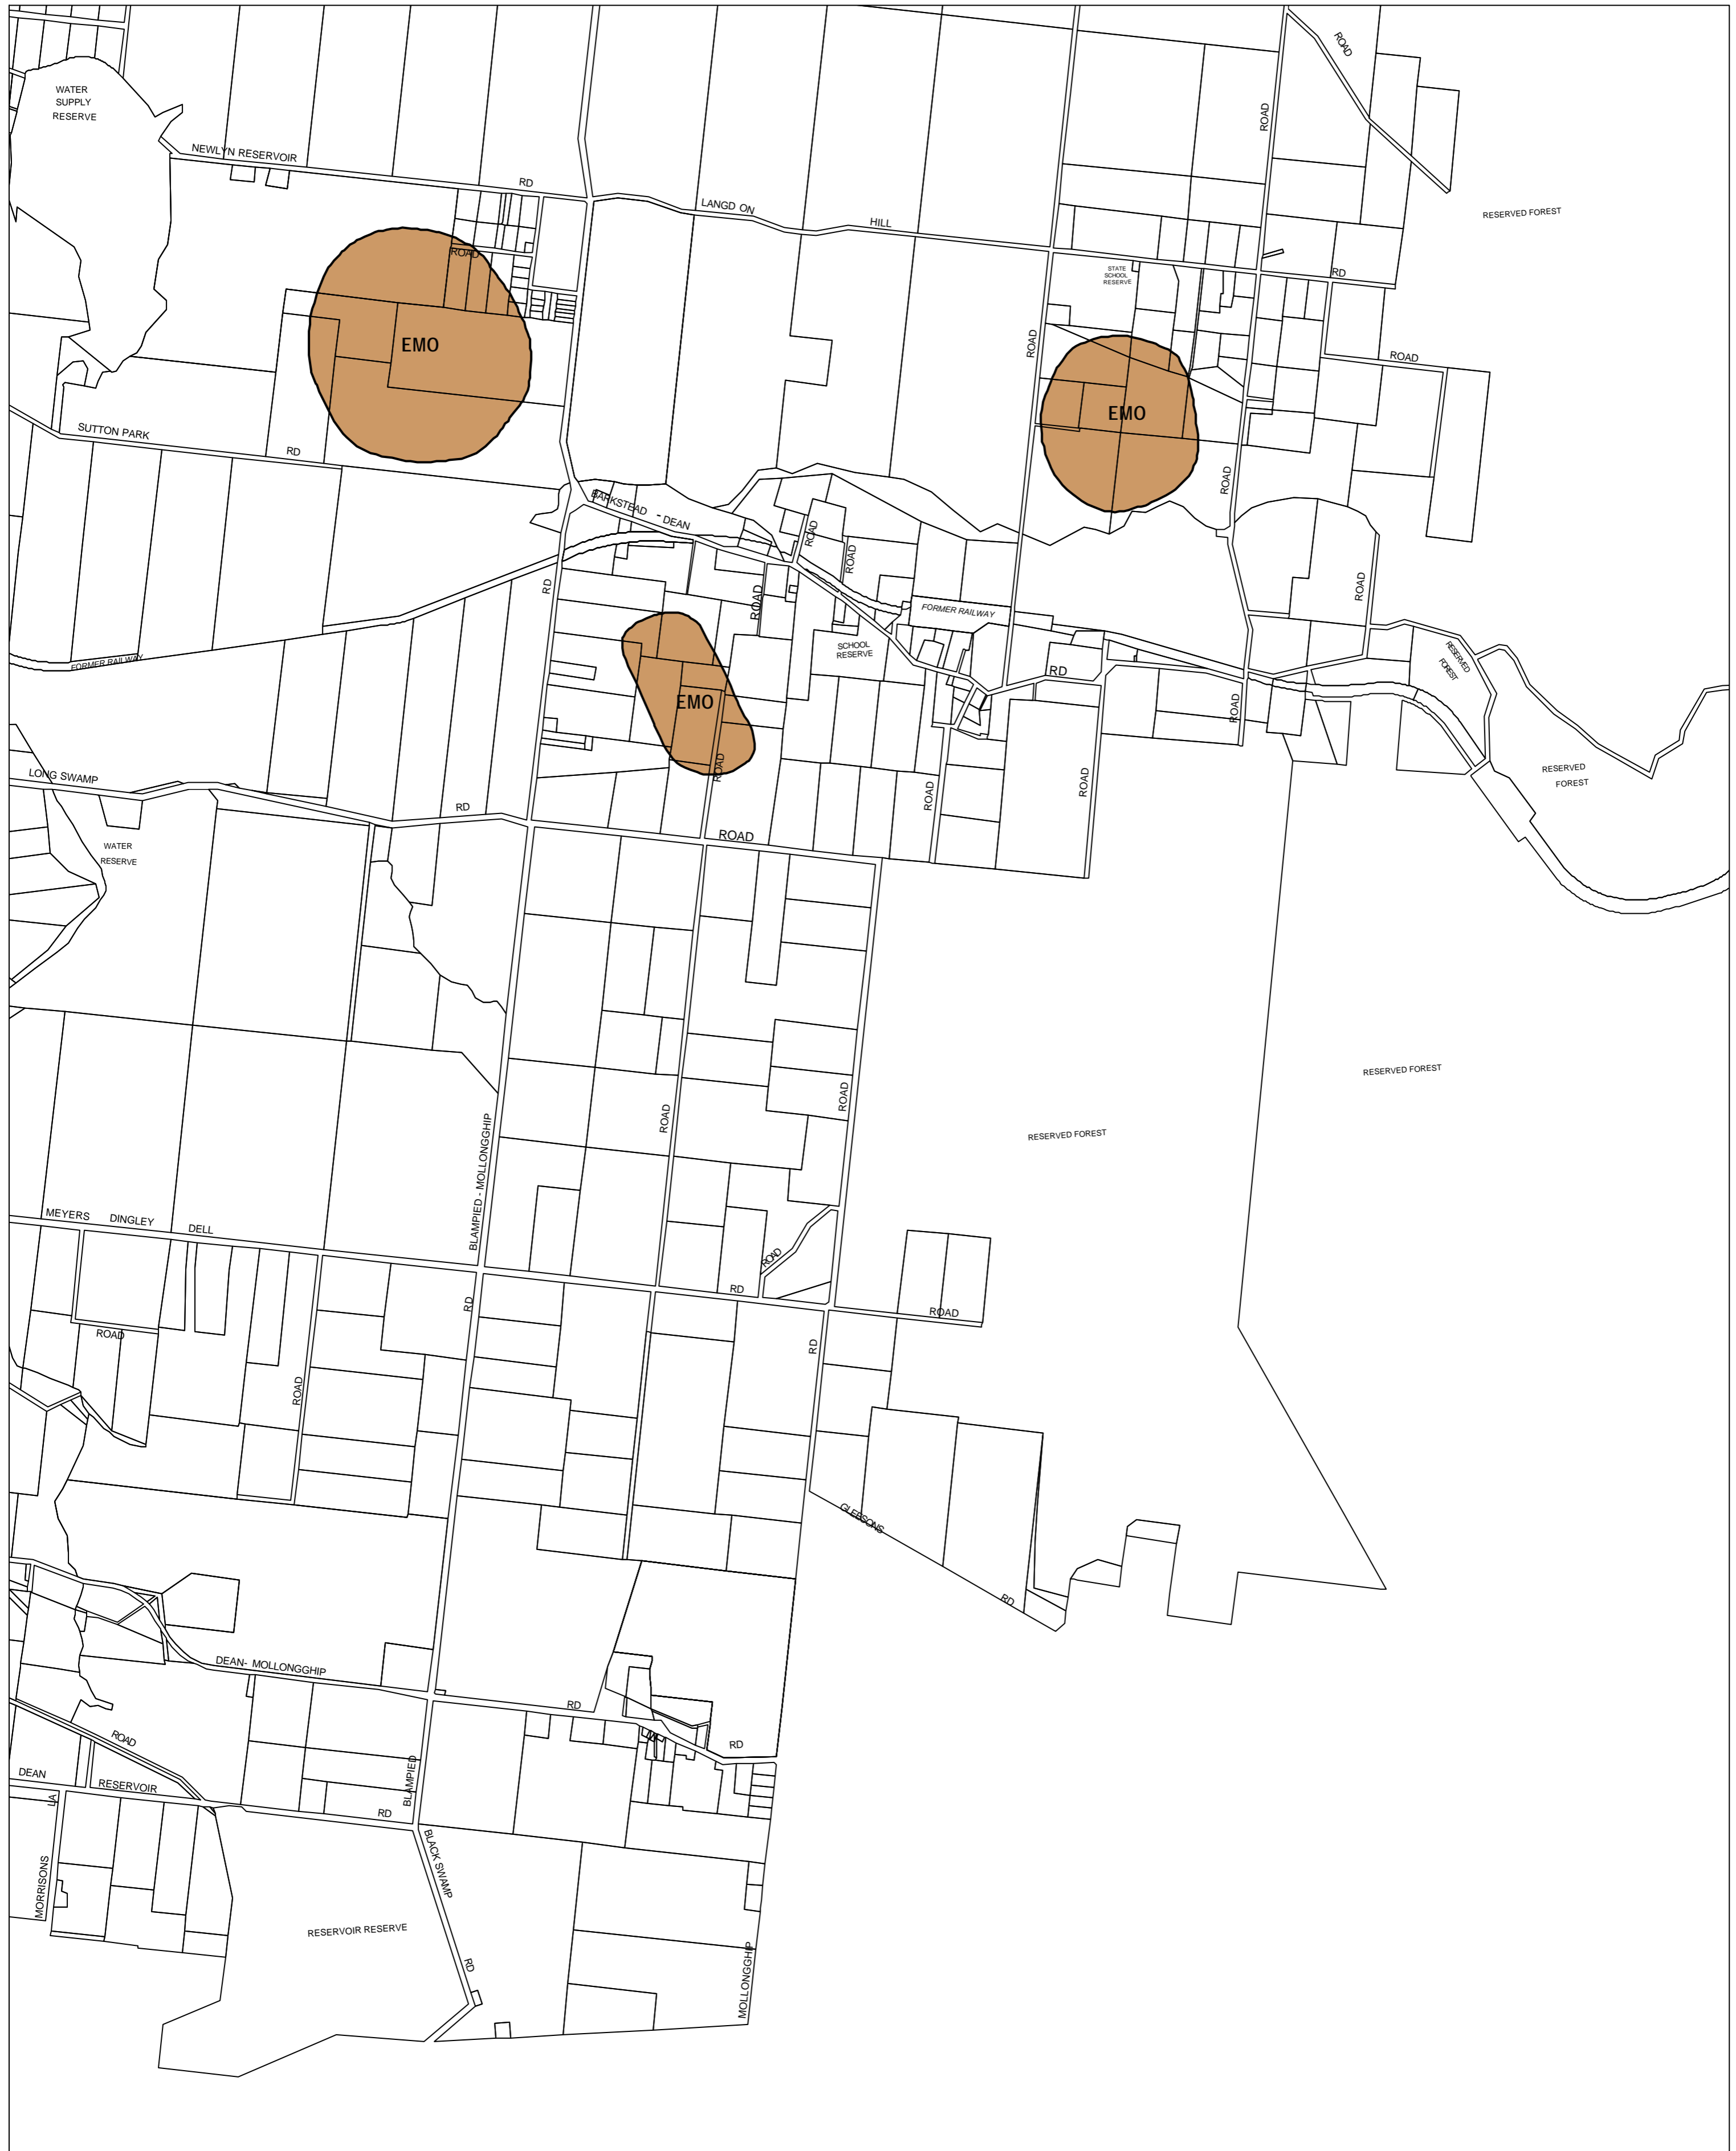 ROAD
WATER
SUPPLY
RESERVE
ROAD
NEWLYN RESERVOIR
RD
LANGD ON
HILL
RESERVED FOREST
ROAD
STATE
SCHOOL
RESERVE
RD
EMO
ROAD
ROAD
EMO
SUTTON PARK
RD
ROAD
BARKSTEAD - DEAN
ROAD
ROAD
RD
ROAD
ROAD
FORMER RAILWAY
SCHOOL
RESERVE
FORMER RAILWAY
RD
RESERVED
FOREST
EMO
ROAD
ROAD
LONG SWAMP
RD
ROAD
ROAD
ROAD
RESERVED
FOREST
WATER
RESERVE
RESERVED FOREST
ROAD
ROAD
RESERVED FOREST
BLAMPIED - MOLLONGGHIP
MEYERS DINGLEY DELL
ROAD
RD
RD
ROAD
ROAD
RD
ROAD
GLEESONS
RD
DEAN- MOLLONGGHIP
RD
ROAD
RD
DEAN
RESERVOIR
RD
BLAMPIED
LA
MORRISONS
BLACK SWAMP
RESERVOIR RESERVE
RD
MOLLONGGHIP